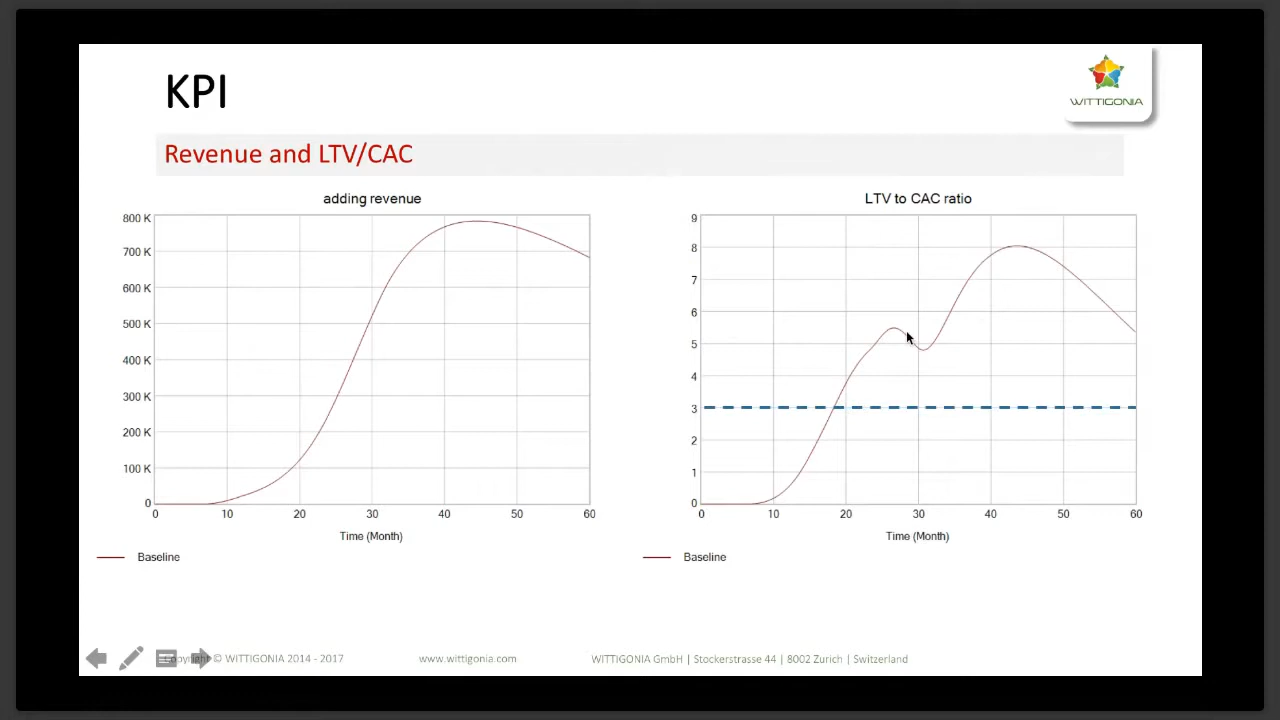 KPI
WITTIGONIA
Revenue and LTV/CAC
adding revenue
800 K
700 K
600 K
500 K
400 K
300 K
200 K
100 K
0
0 10 20 30 40 50 60
Time (Month)
Baseline
LTV to CAC ratio
9
8
7
6
5
4
3
2
1
0
0 10 20 30 40 50 60
Time (Month)
Baseline
Copyright © WITTIGONIA 2014 - 2017
www.wittigonia.com
WITTIGONIA GmbH | Stockerstrasse 44 | 8002 Zurich | Switzerland